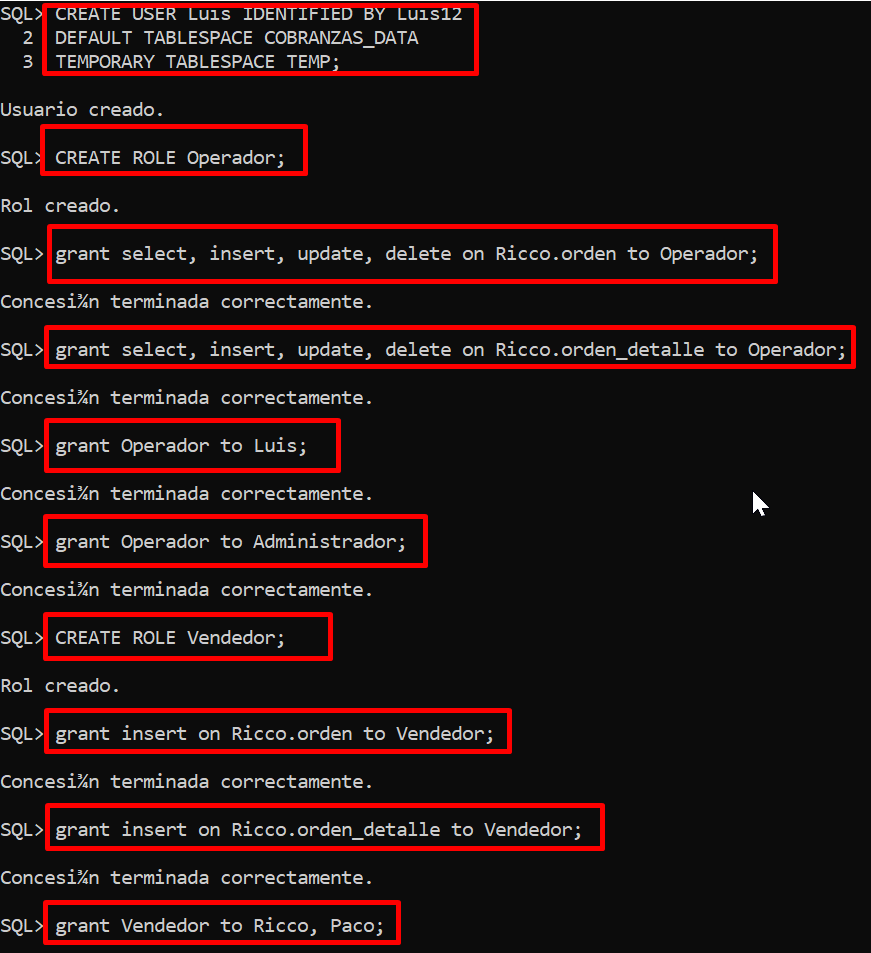 SQL> CREATE USER Luis IDENTIFIED BY Luis12
2 DEFAULT TABLESPACE COBRANZAS_DATA
3 TEMPORARY TABLESPACE TEMP;
Usuario creado.
SQL> CREATE ROLE Operador;
Rol creado.
SQL> grant select, insert, update, delete on Ricco.orden to Operador;
Concesi¾n terminada correctamente.
SQL> grant select, insert, update, delete on Ricco.orden_detalle to Operador;
Concesi¾n terminada correctamente.
SQL> grant Operador to Luis;
Concesi¾n terminada correctamente.
SQL> grant Operador to Administrador;
Concesi¾n terminada correctamente.
SQL> CREATE ROLE Vendedor;
Rol creado.
SQL> grant insert on Ricco.orden to Vendedor;
Concesi¾n terminada correctamente.
SQL> grant insert on Ricco.orden_detalle to Vendedor;
Concesi¾n terminada correctamente.
SQL> grant Vendedor to Ricco, Paco;